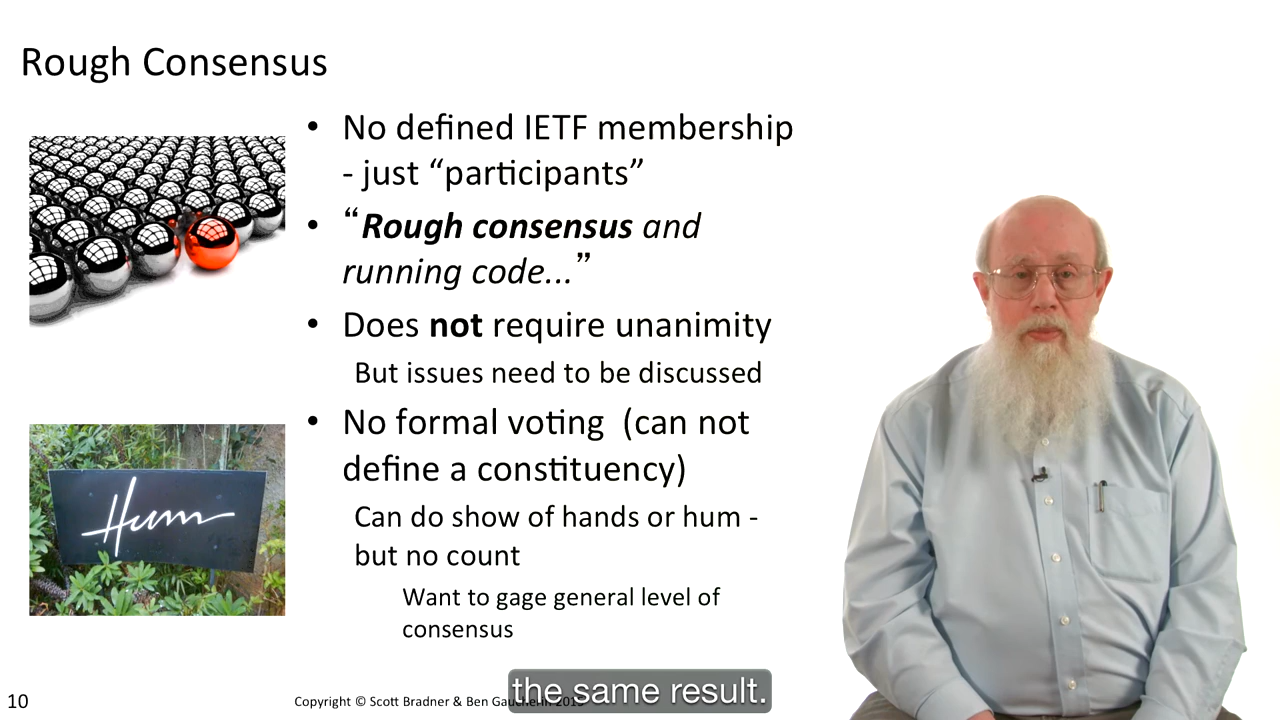 Rough Consensus
• No defined IETF membership
- just “participants”
• “Rough consensus and
running code...”
• Does not require unanimity
But issues need to be discussed
• No formal voting (can not
define a constituency)
Can do show of hands or hum -
but no count
Want to gage general level of
consensus
Hum
the same result.
10
Copyright © Scott Bradner & Ben